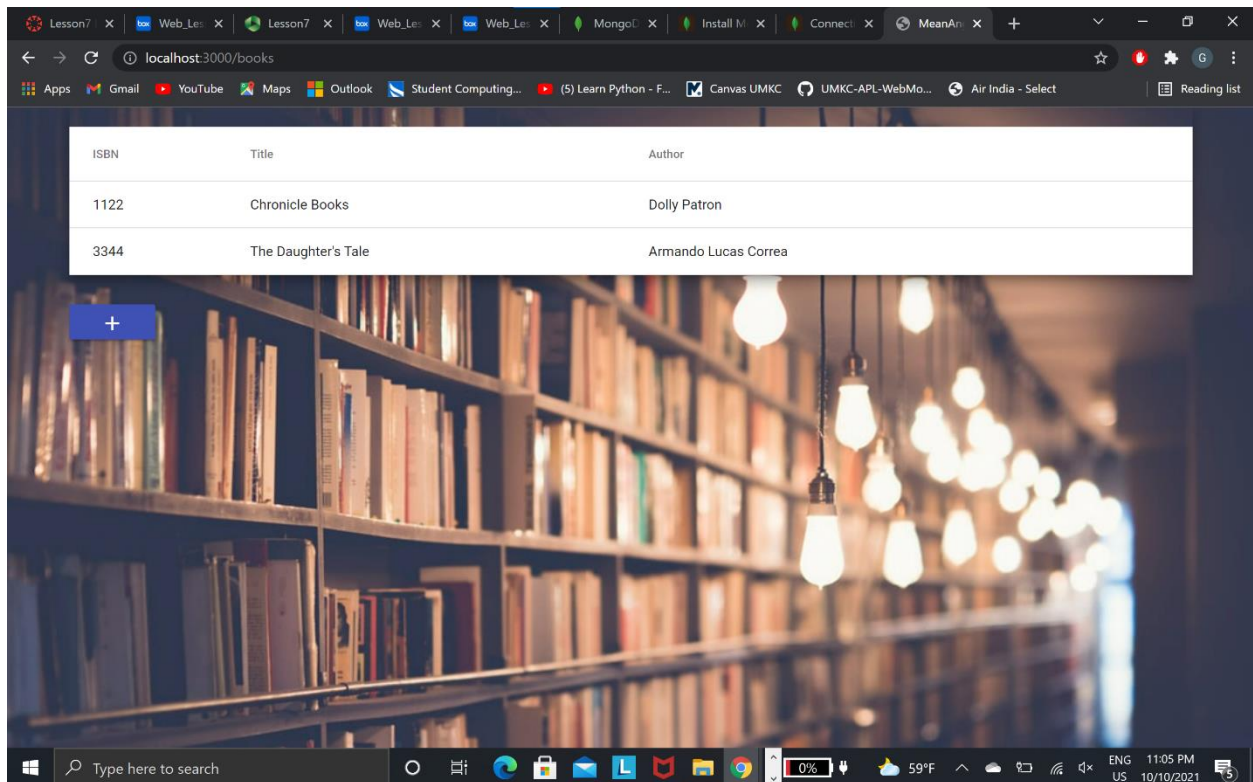 Lesson7 Web_Les Lesson7 Web_Les Web_Les MongoD Install M Connecti MeanAn
localhost:3000/books G
Apps Gmail YouTube Maps Outlook Student Computing... (5) Learn Python - F... Canvas UMKC UMKC-APL-WebMo... Air India - Select Reading list
ISBN Title Author
1122 Chronicle Books Dolly Patron
3344 The Daughter's Tale Armando Lucas Correa
+
Type here to search L 0% 59°F ENG 11:05 PM
US 10/10/2021 5